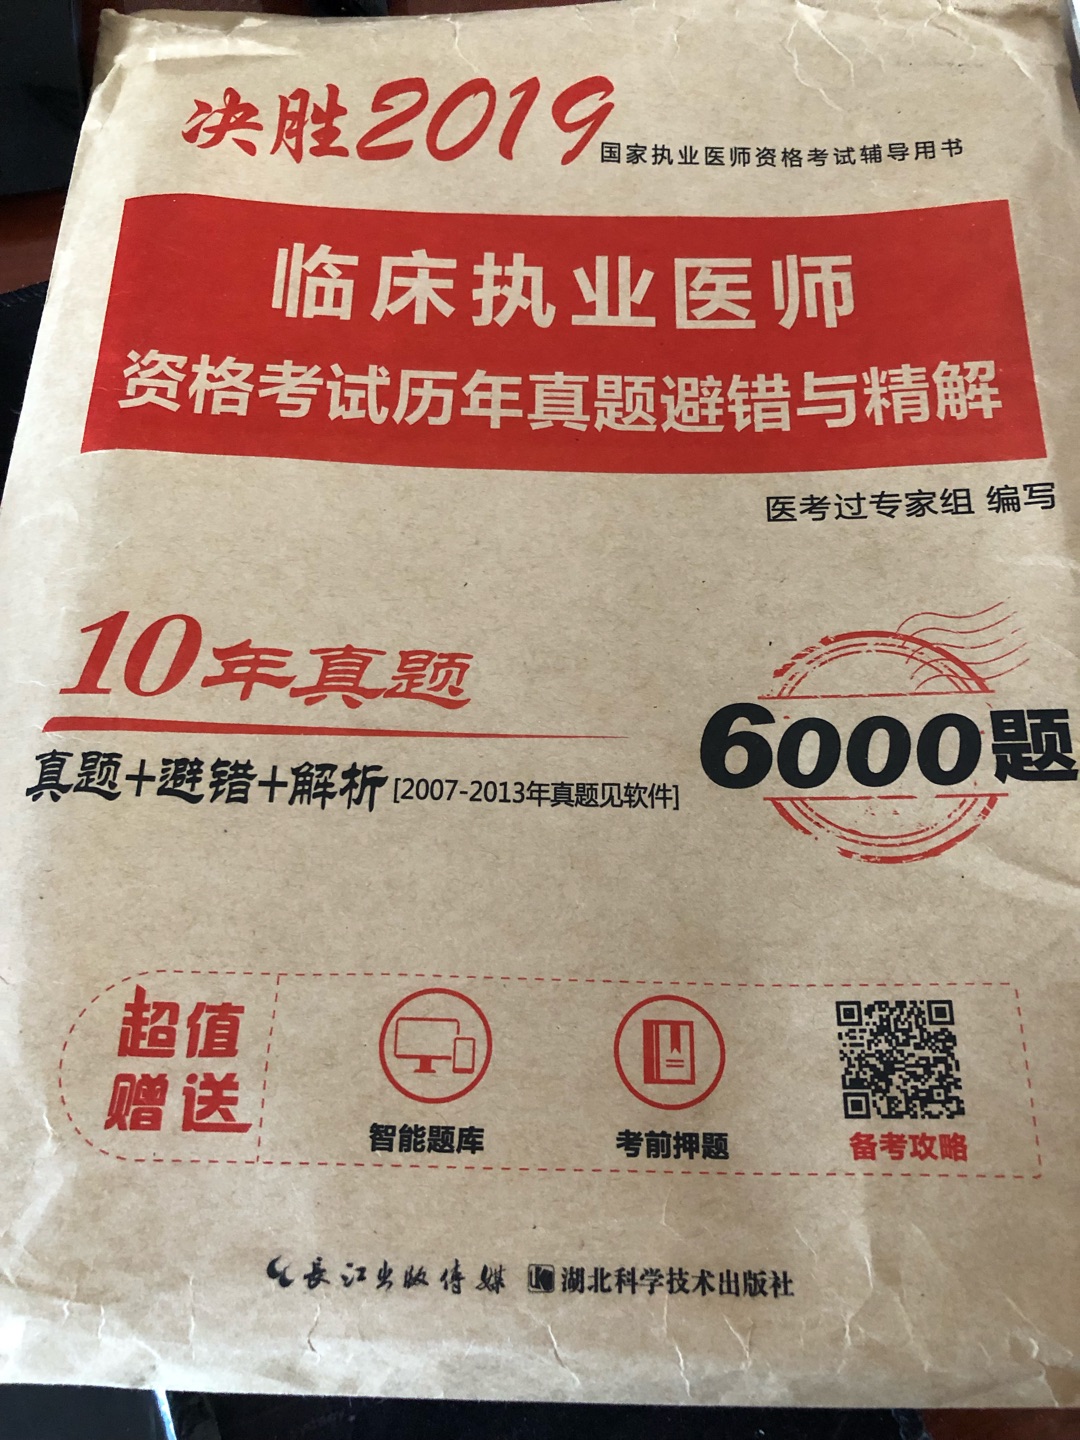 决胜2019
国家执业医师资格考试辅导用书
临床执业医师
资格考试历年真题避错与精解
医考过专家组 编写
10年真题
真题+避错+解析[2007-2013年真题见软件]
6000题
超值
赠送
智能题库
考前押题
备考攻略
长江出版传媒 湖北科学技术出版社